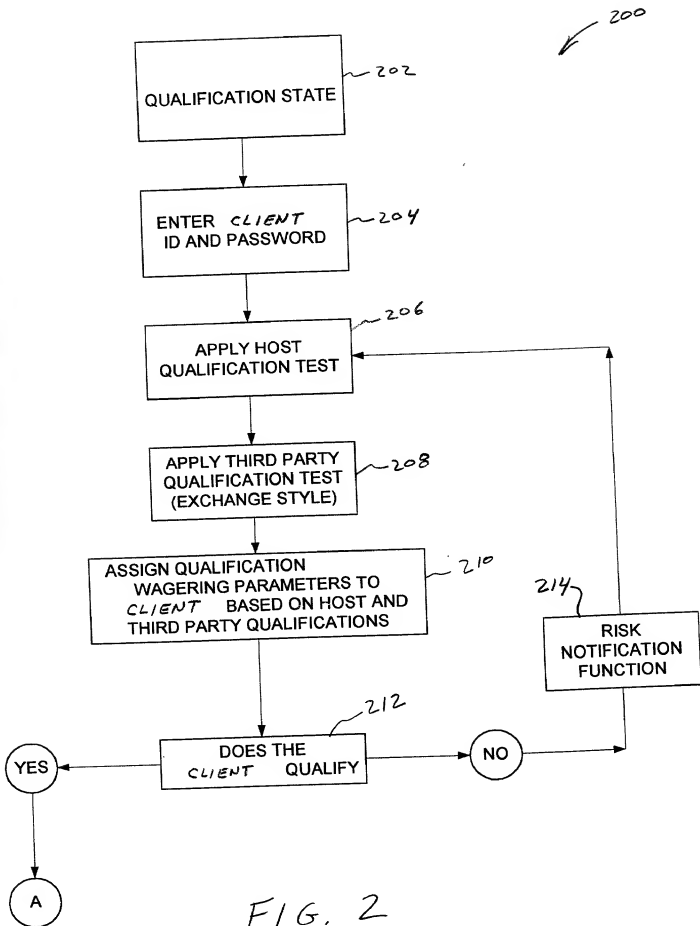 200
202
QUALIFICATION STATE
ENTER CLIENT
ID AND PASSWORD
204
206
APPLY HOST
QUALIFICATION TEST
APPLY THIRD PARTY
QUALIFICATION TEST
(EXCHANGE STYLE)
208
ASSIGN QUALIFICATION
WAGERING PARAMETERS TO
CLIENT BASED ON HOST AND
THIRD PARTY QUALIFICATIONS
210
214
RISK
NOTIFICATION
FUNCTION
212
DOES THE
CLIENT QUALIFY
YES
NO
A
FIG. 2